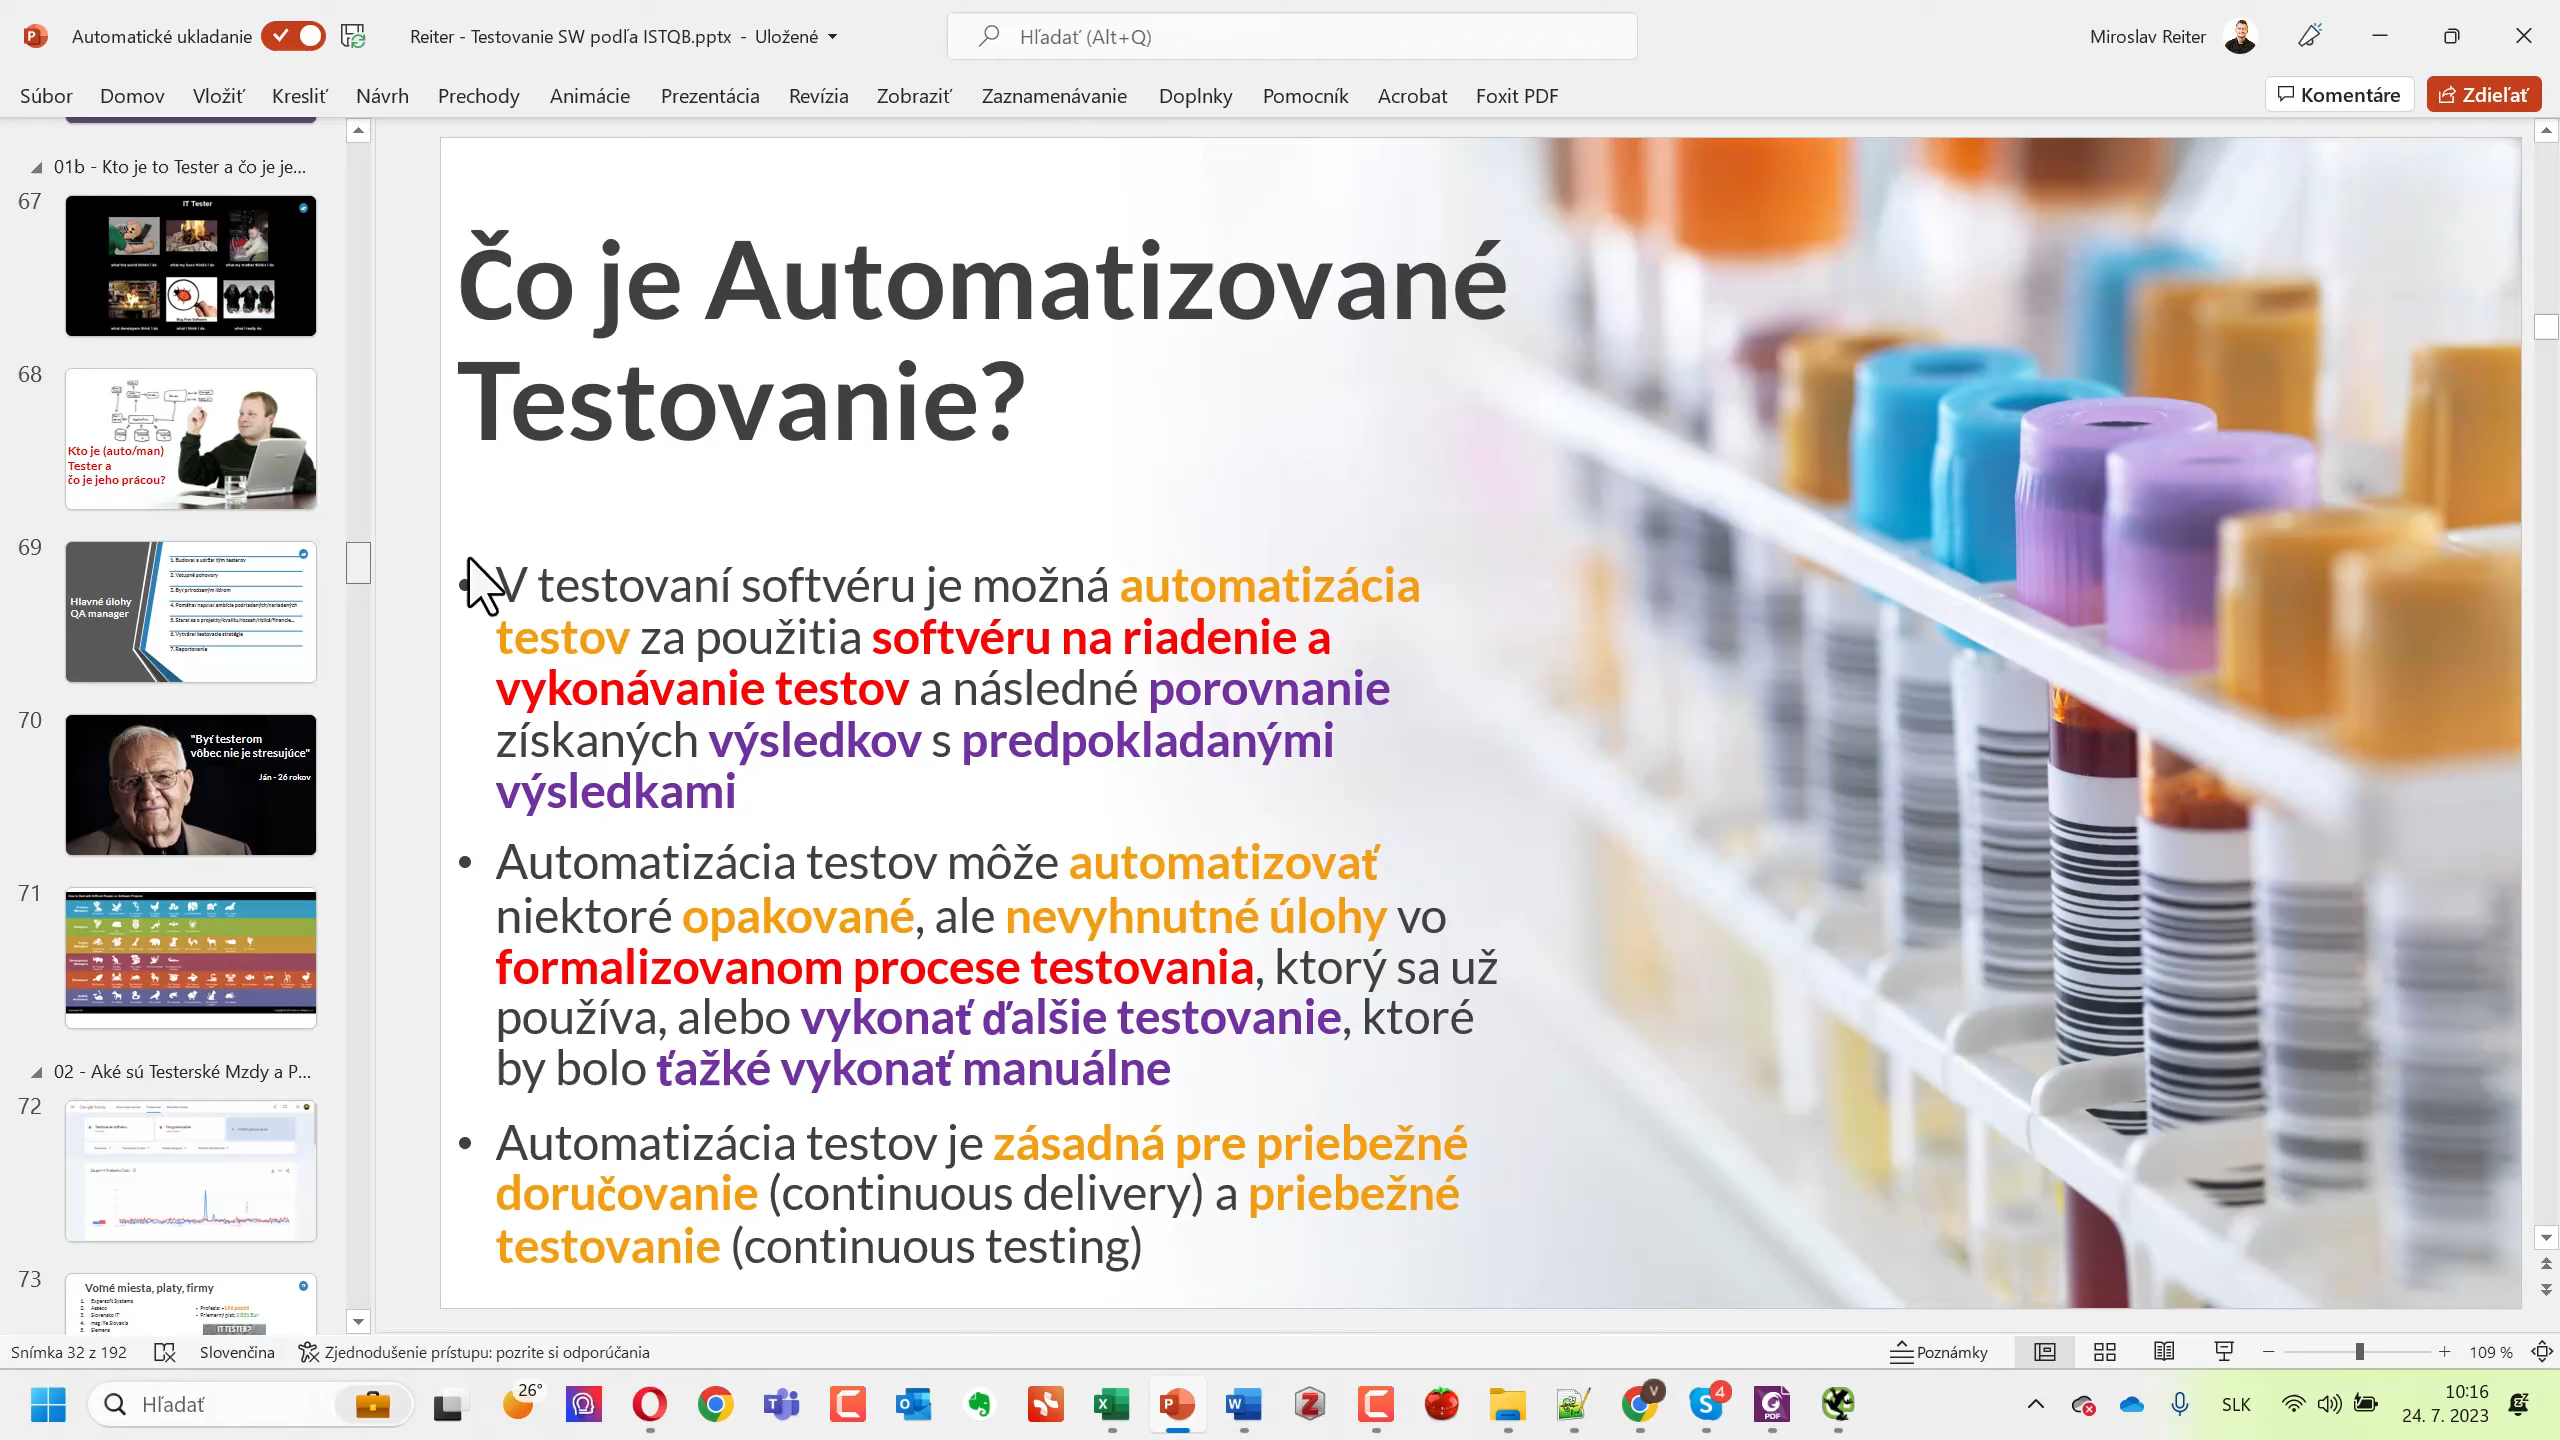 Automatické ukladanie
Reiter - Testovanie SW podľa ISTQB.pptx - Uložené
Hľadať (Alt+Q)
Miroslav Reiter
Súbor Domov Vložiť Kresliť Návrh Prechody Animácie Prezentácia Revízia Zobraziť Zaznamenávanie Doplnky Pomocník Acrobat Foxit PDF
Komentáre
Zdieľať
01b - Kto je to Tester a čo je je...
67
IT Tester
68
Kto je (auto/man)
Tester a
čo je jeho prácou?
69
Hlavné úlohy
QA manager
70
"Byť testerom
vôbec nie je stresujúce"
Ján - 26 rokov
71
02 - Aké sú Testerské Mzdy a P...
72
73
Voľné miesta, platy, firmy
Čo je Automatizované
Testovanie?
• V testovaní softvéru je možná automatizácia
testov za použitia softvéru na riadenie a
vykonávanie testov a následné porovnanie
získaných výsledkov s predpokladanými
výsledkami
• Automatizácia testov môže automatizovať
niektoré opakované, ale nevyhnutné úlohy vo
formalizovanom procese testovania, ktorý sa už
používa, alebo vykonať ďalšie testovanie, ktoré
by bolo ťažké vykonať manuálne
• Automatizácia testov je zásadná pre priebežné
doručovanie (continuous delivery) a priebežné
testovanie (continuous testing)
Snímka 32 z 192
Slovenčina
Zjednodušenie prístupu: pozrite si odporúčania
Poznámky
109 %
Hľadať
26°
4
SLK
10:16
24. 7. 2023